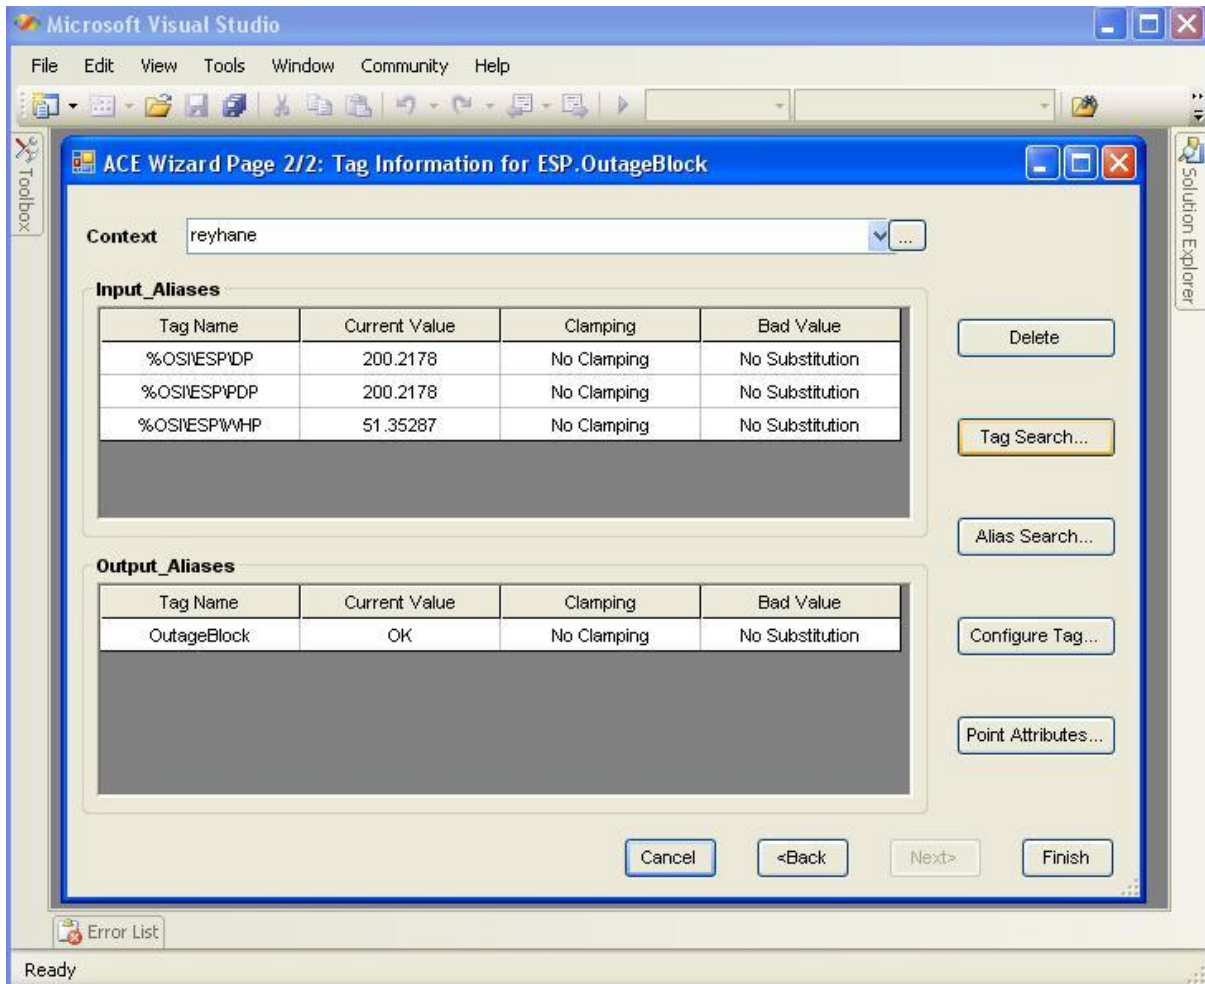 Microsoft Visual Studio
File Edit View Tools Window Community Help
Toolbox
Solution Explorer
ACE Wizard Page 2/2: Tag Information for ESP.OutageBlock
Context reyhane ...
Input_Aliases
Tag Name Current Value Clamping Bad Value
%OSI\ESP\DP 200.2178 No Clamping No Substitution
%OSI\ESP\PDP 200.2178 No Clamping No Substitution
%OSI\ESP\WHP 51.35287 No Clamping No Substitution
Delete
Tag Search...
Alias Search...
Output_Aliases
Tag Name Current Value Clamping Bad Value
OutageBlock OK No Clamping No Substitution
Configure Tag...
Point Attributes...
Cancel <Back Next> Finish
Error List
Ready